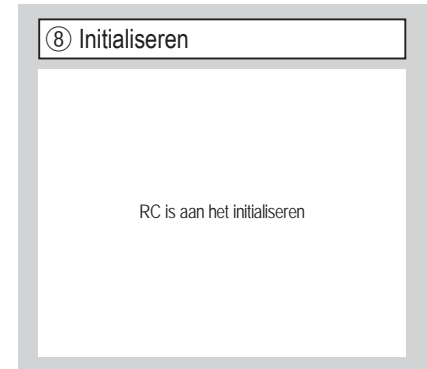 ⑧ Initialiseren
RC is aan het initialiseren